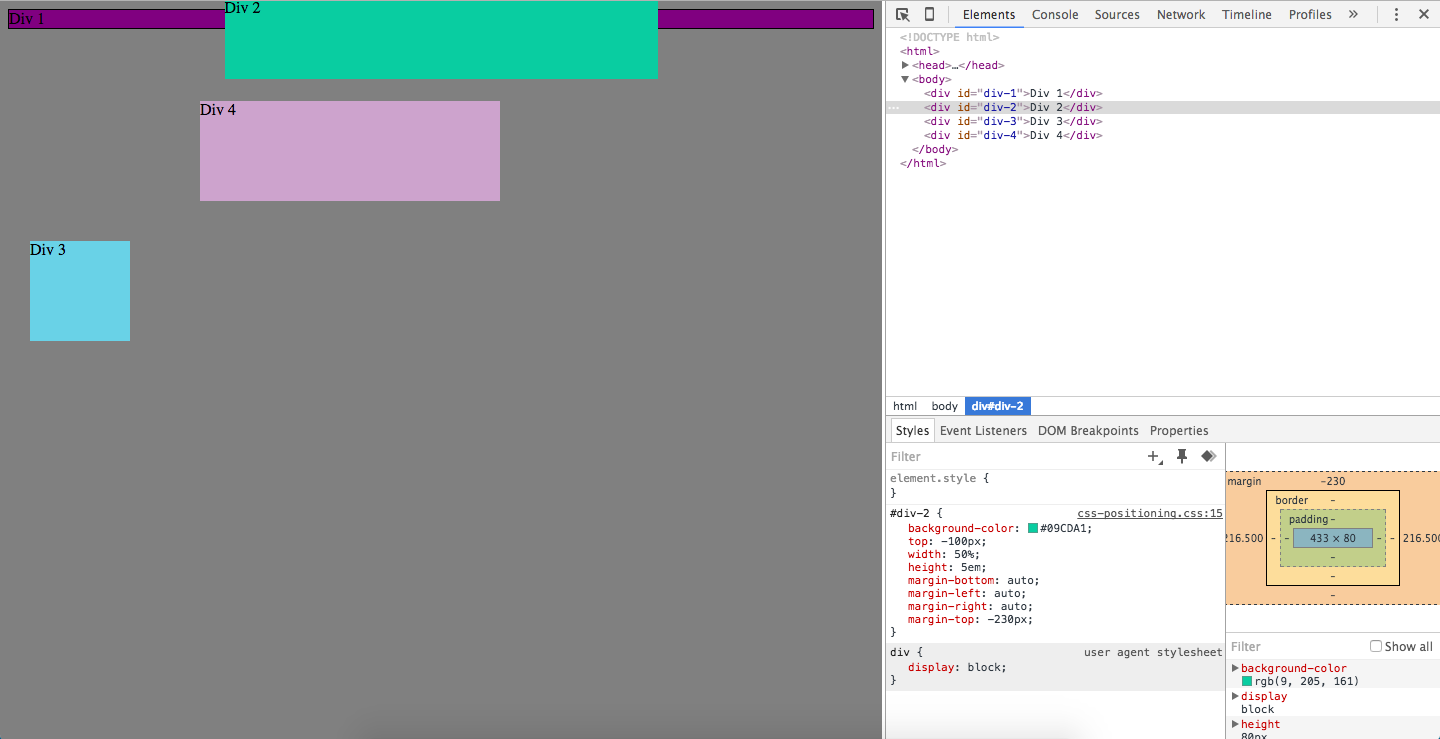 Div 1
Div 2
Div 4
Div 3
Elements Console Sources Network Timeline Profiles »
<!DOCTYPE html>
<html>
<head>…</head>
<body>
<div id="div-1">Div 1</div>
<div id="div-2">Div 2</div>
<div id="div-3">Div 3</div>
<div id="div-4">Div 4</div>
</body>
</html>
html body div#div-2
Styles Event Listeners DOM Breakpoints Properties
Filter
element.style {
}
#div-2 { css-positioning.css:15
background-color: #09CDA1;
top: -100px;
width: 50%;
height: 5em;
margin-bottom: auto;
margin-left: auto;
margin-right: auto;
margin-top: -230px;
}
div { user agent stylesheet
display: block;
}
margin -230
border -
padding -
216.500 - - 433 × 80 - - 216.500
-
-
-
Filter Show all
background-color
rgb(9, 205, 161)
display
block
height
80px